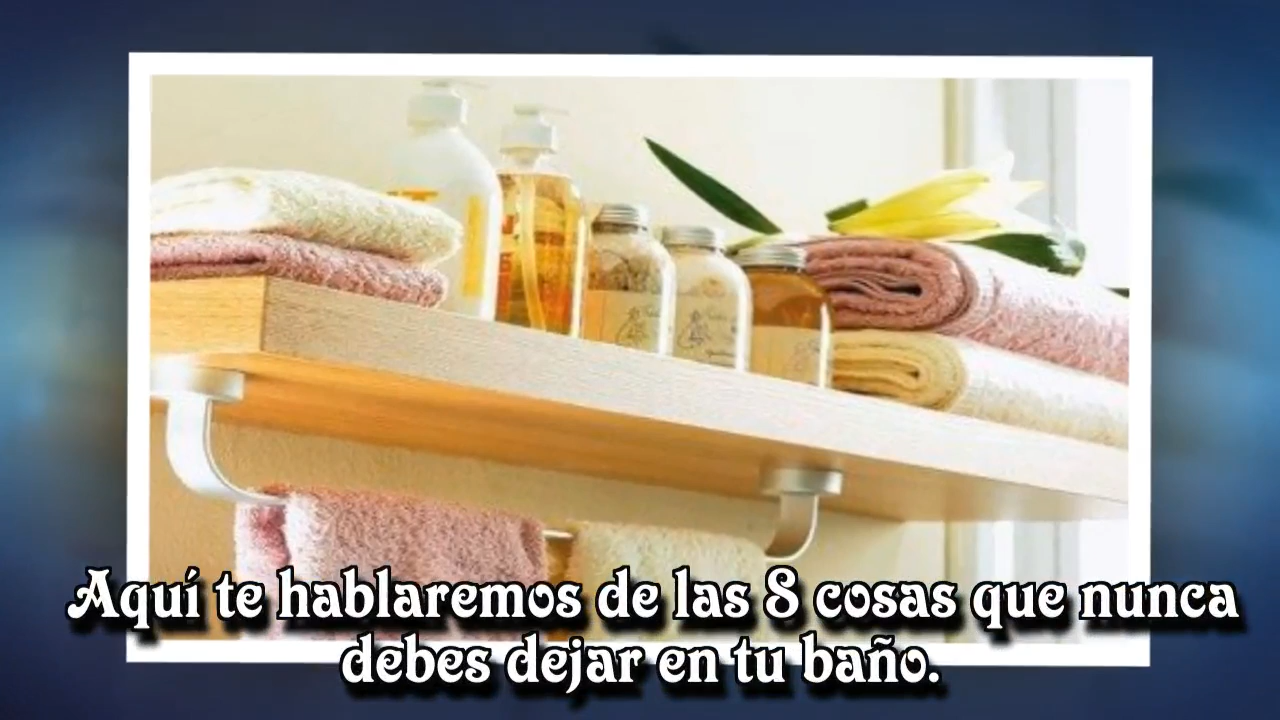 Aquí te hablaremos de las 8 cosas que nunca
debes dejar en tu baño.